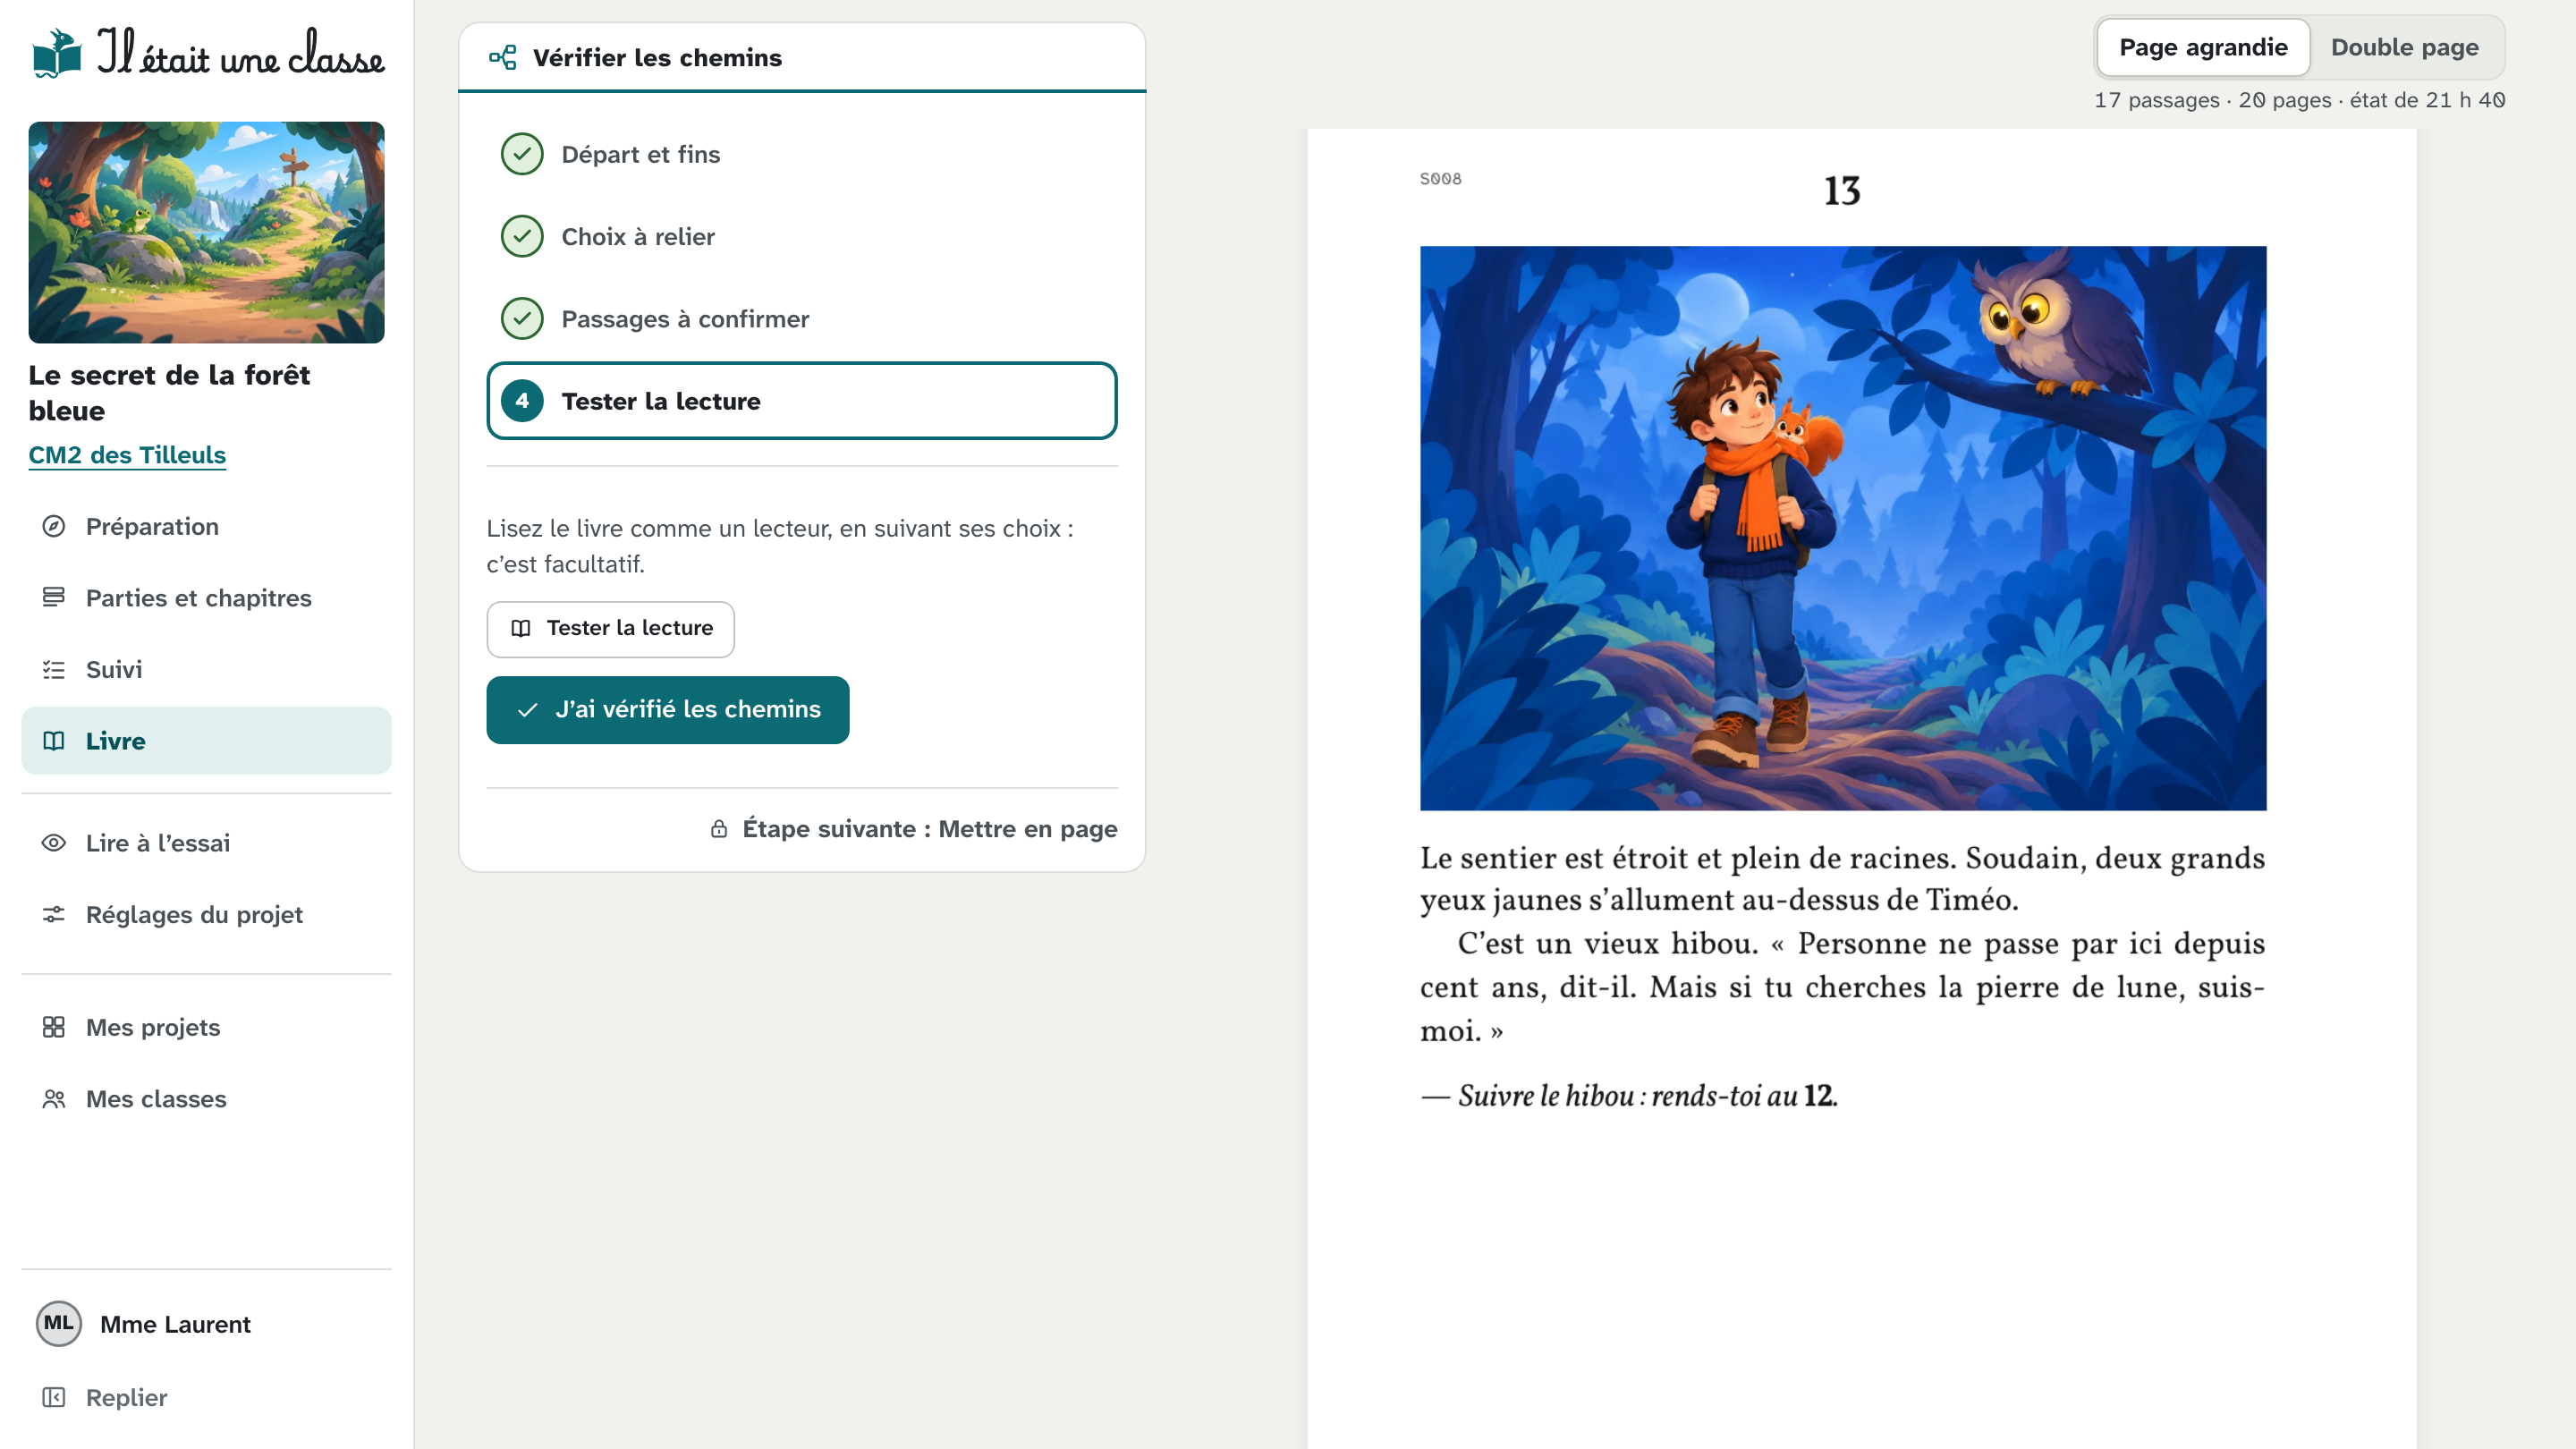 Il était une classe
Le secret de la forêt
bleue
CM2 des Tilleuls
Préparation
Parties et chapitres
Suivi
Livre
Lire à l’essai
Réglages du projet
Mes projets
Mes classes
ML
Mme Laurent
Replier
Vérifier les chemins
Départ et fins
Choix à relier
Passages à confirmer
4
Tester la lecture
Lisez le livre comme un lecteur, en suivant ses choix :
c’est facultatif.
Tester la lecture
J’ai vérifié les chemins
Étape suivante : Mettre en page
Page agrandie
Double page
17 passages · 20 pages · état de 21 h 40
S008
13
Le sentier est étroit et plein de racines. Soudain, deux grands
yeux jaunes s’allument au-dessus de Timéo.
C’est un vieux hibou. « Personne ne passe par ici depuis
cent ans, dit-il. Mais si tu cherches la pierre de lune, suis-
moi. »
— Suivre le hibou : rends-toi au 12.